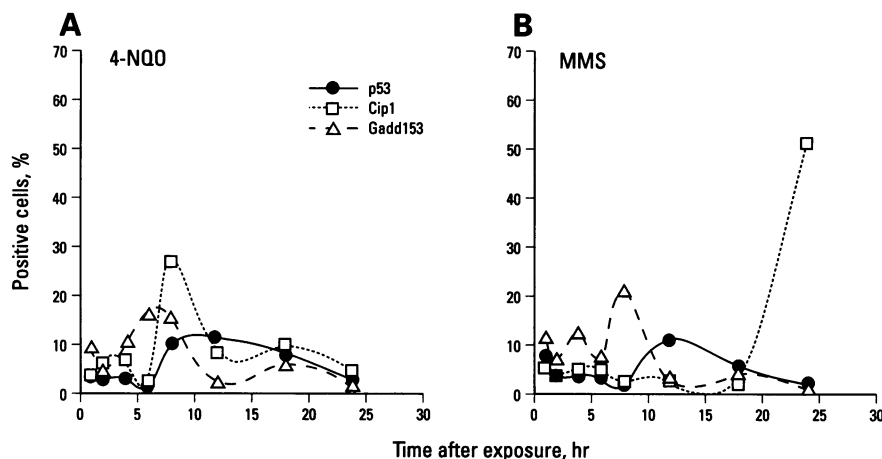 A
B
4-NQO
MMS
p53
Cip1
Gadd153
Positive cells, %
70
60
50
40
30
20
10
0
0 5 10 15 20 25 30
70
60
50
40
30
20
10
0
0 5 10 15 20 25 30
Time after exposure, hr